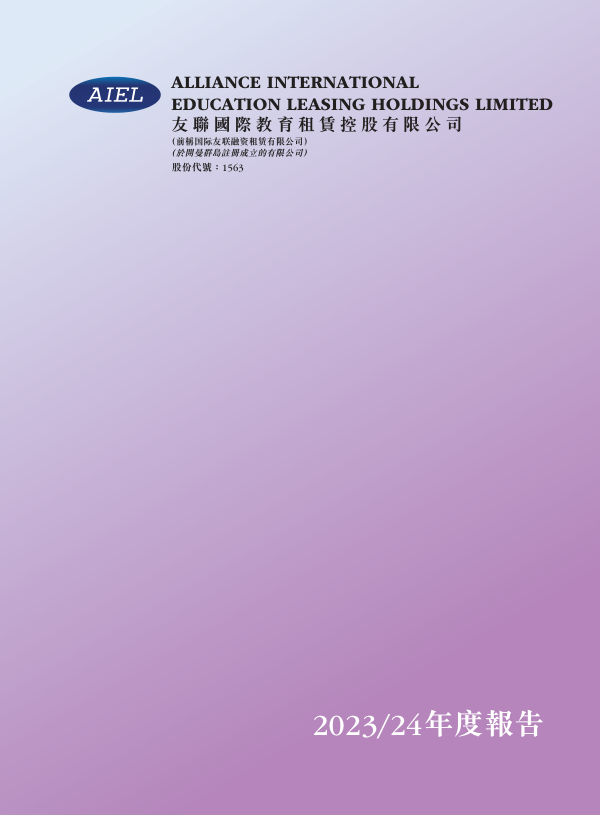 AIEL
ALLIANCE INTERNATIONAL
EDUCATION LEASING HOLDINGS LIMITED
友聯國際教育租賃控股有限公司
(前稱国际友联融资租赁有限公司)
(於開曼群島註冊成立的有限公司)
股份代號：1563
2023/24年度報告